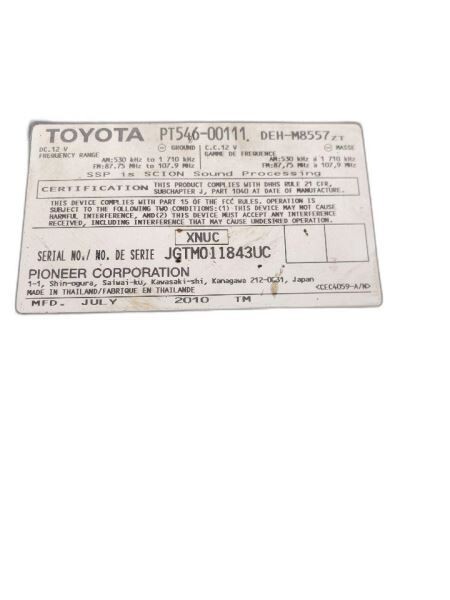 TOYOTA PT546-00111 DEH-M8557ZT
DC.12 V ⊖ GROUND C.C.12 V ⊖ MASSE
FREQUENCY RANGE AM:530 kHz to 1 710 kHz GAMME DE FREQUENCE AM:530 kHz à 1 710 kHz
FM:87.75 MHz to 107.9 MHz FM:87,75 MHz à 107,9 MHz
SSP is SCION Sound Processing
CERTIFICATION THIS PRODUCT COMPLIES WITH DHHS RULE 21 CFR,
SUBCHAPTER J, PART 1040 AT DATE OF MANUFACTURE.
THIS DEVICE COMPLIES WITH PART 15 OF THE FCC RULES. OPERATION IS
SUBJECT TO THE FOLLOWING TWO CONDITIONS:(1) THIS DEVICE MAY NOT CAUSE
HARMFUL INTERFERENCE, AND(2) THIS DEVICE MUST ACCEPT ANY INTERFERENCE
RECEIVED, INCLUDING INTERFERENCE THAT MAY CAUSE UNDESIRED OPERATION.
XNUC
SERIAL NO./ NO. DE SERIE JGTM011843UC
PIONEER CORPORATION
1-1, Shin-ogura, Saiwai-ku, Kawasaki-shi, Kanagawa 212-0031, Japan
MADE IN THAILAND/FABRIQUE EN THAILANDE <CEC4059-A/N>
MFD. JULY 2010 TM